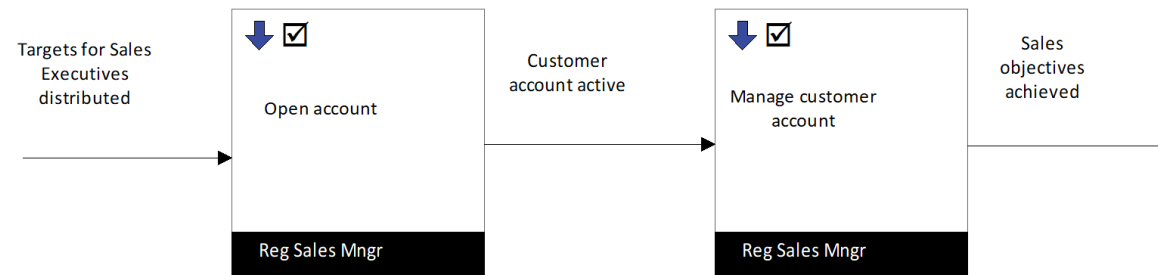 Targets for Sales
Executives
distributed
Open account
Reg Sales Mngr
Customer
account active
Manage customer
account
Reg Sales Mngr
Sales
objectives
achieved